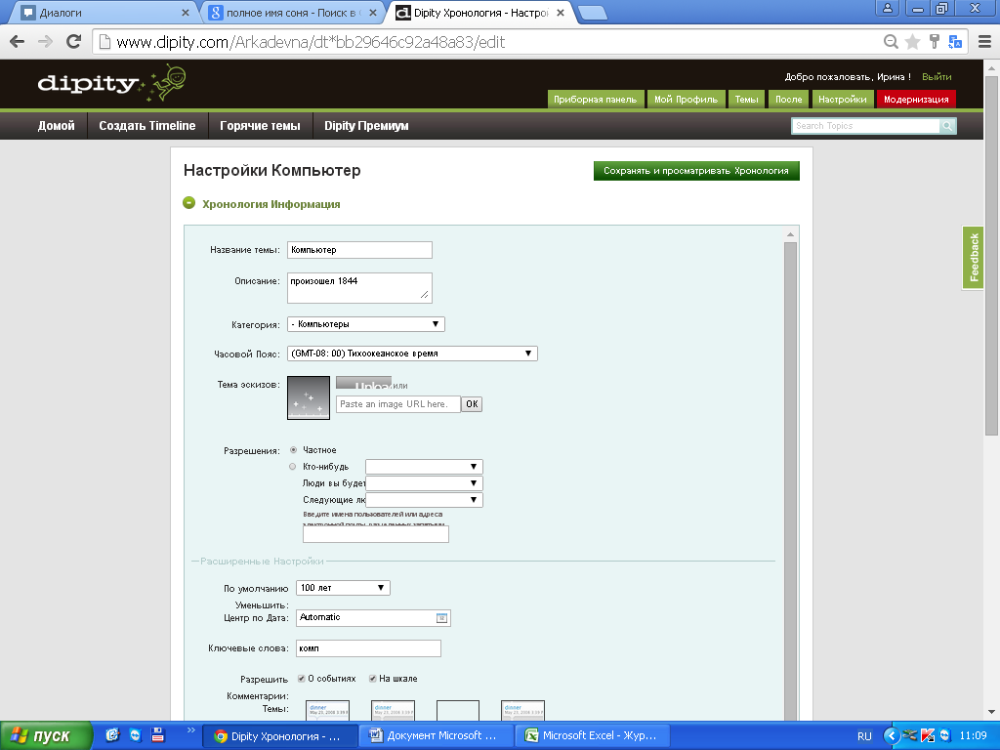 Диалоги
полное имя соня - Поиск в G
Dipity Хронология - Настрой
www.dipity.com/Arkadevna/dt*bb29646c92a48a83/edit
dipity
Добро пожаловать, Ирина ! Выйти
Приборная панель Мой Профиль Темы После Настройки Модернизация
Домой Создать Timeline Горячие темы Dipity Премиум Search Topics
Настройки Компьютер Сохранять и просматривать Хронология
Хронология Информация
Feedback
Название темы: Компьютер
Описание: произошел 1844
Категория: - Компьютеры
Часовой Пояс: (GMT-08: 00) Тихоокеанское время
Тема эскизов: Uploa или
Paste an image URL here. OK
Разрешения: Частное
Кто-нибудь
Люди вы будет
Следующие лю
Введите имена пользователей или адреса
Расширенные Настройки
По умолчанию 100 лет
Уменьшить:
Центр по Дата: Automatic
Ключевые слова: комп
Разрешить О событиях На шкале
Комментарии:
Темы: dinner dinner dinner
пуск
Dipity Хронология - ...
Документ Microsoft ...
Microsoft Excel - Жур...
RU
11:09